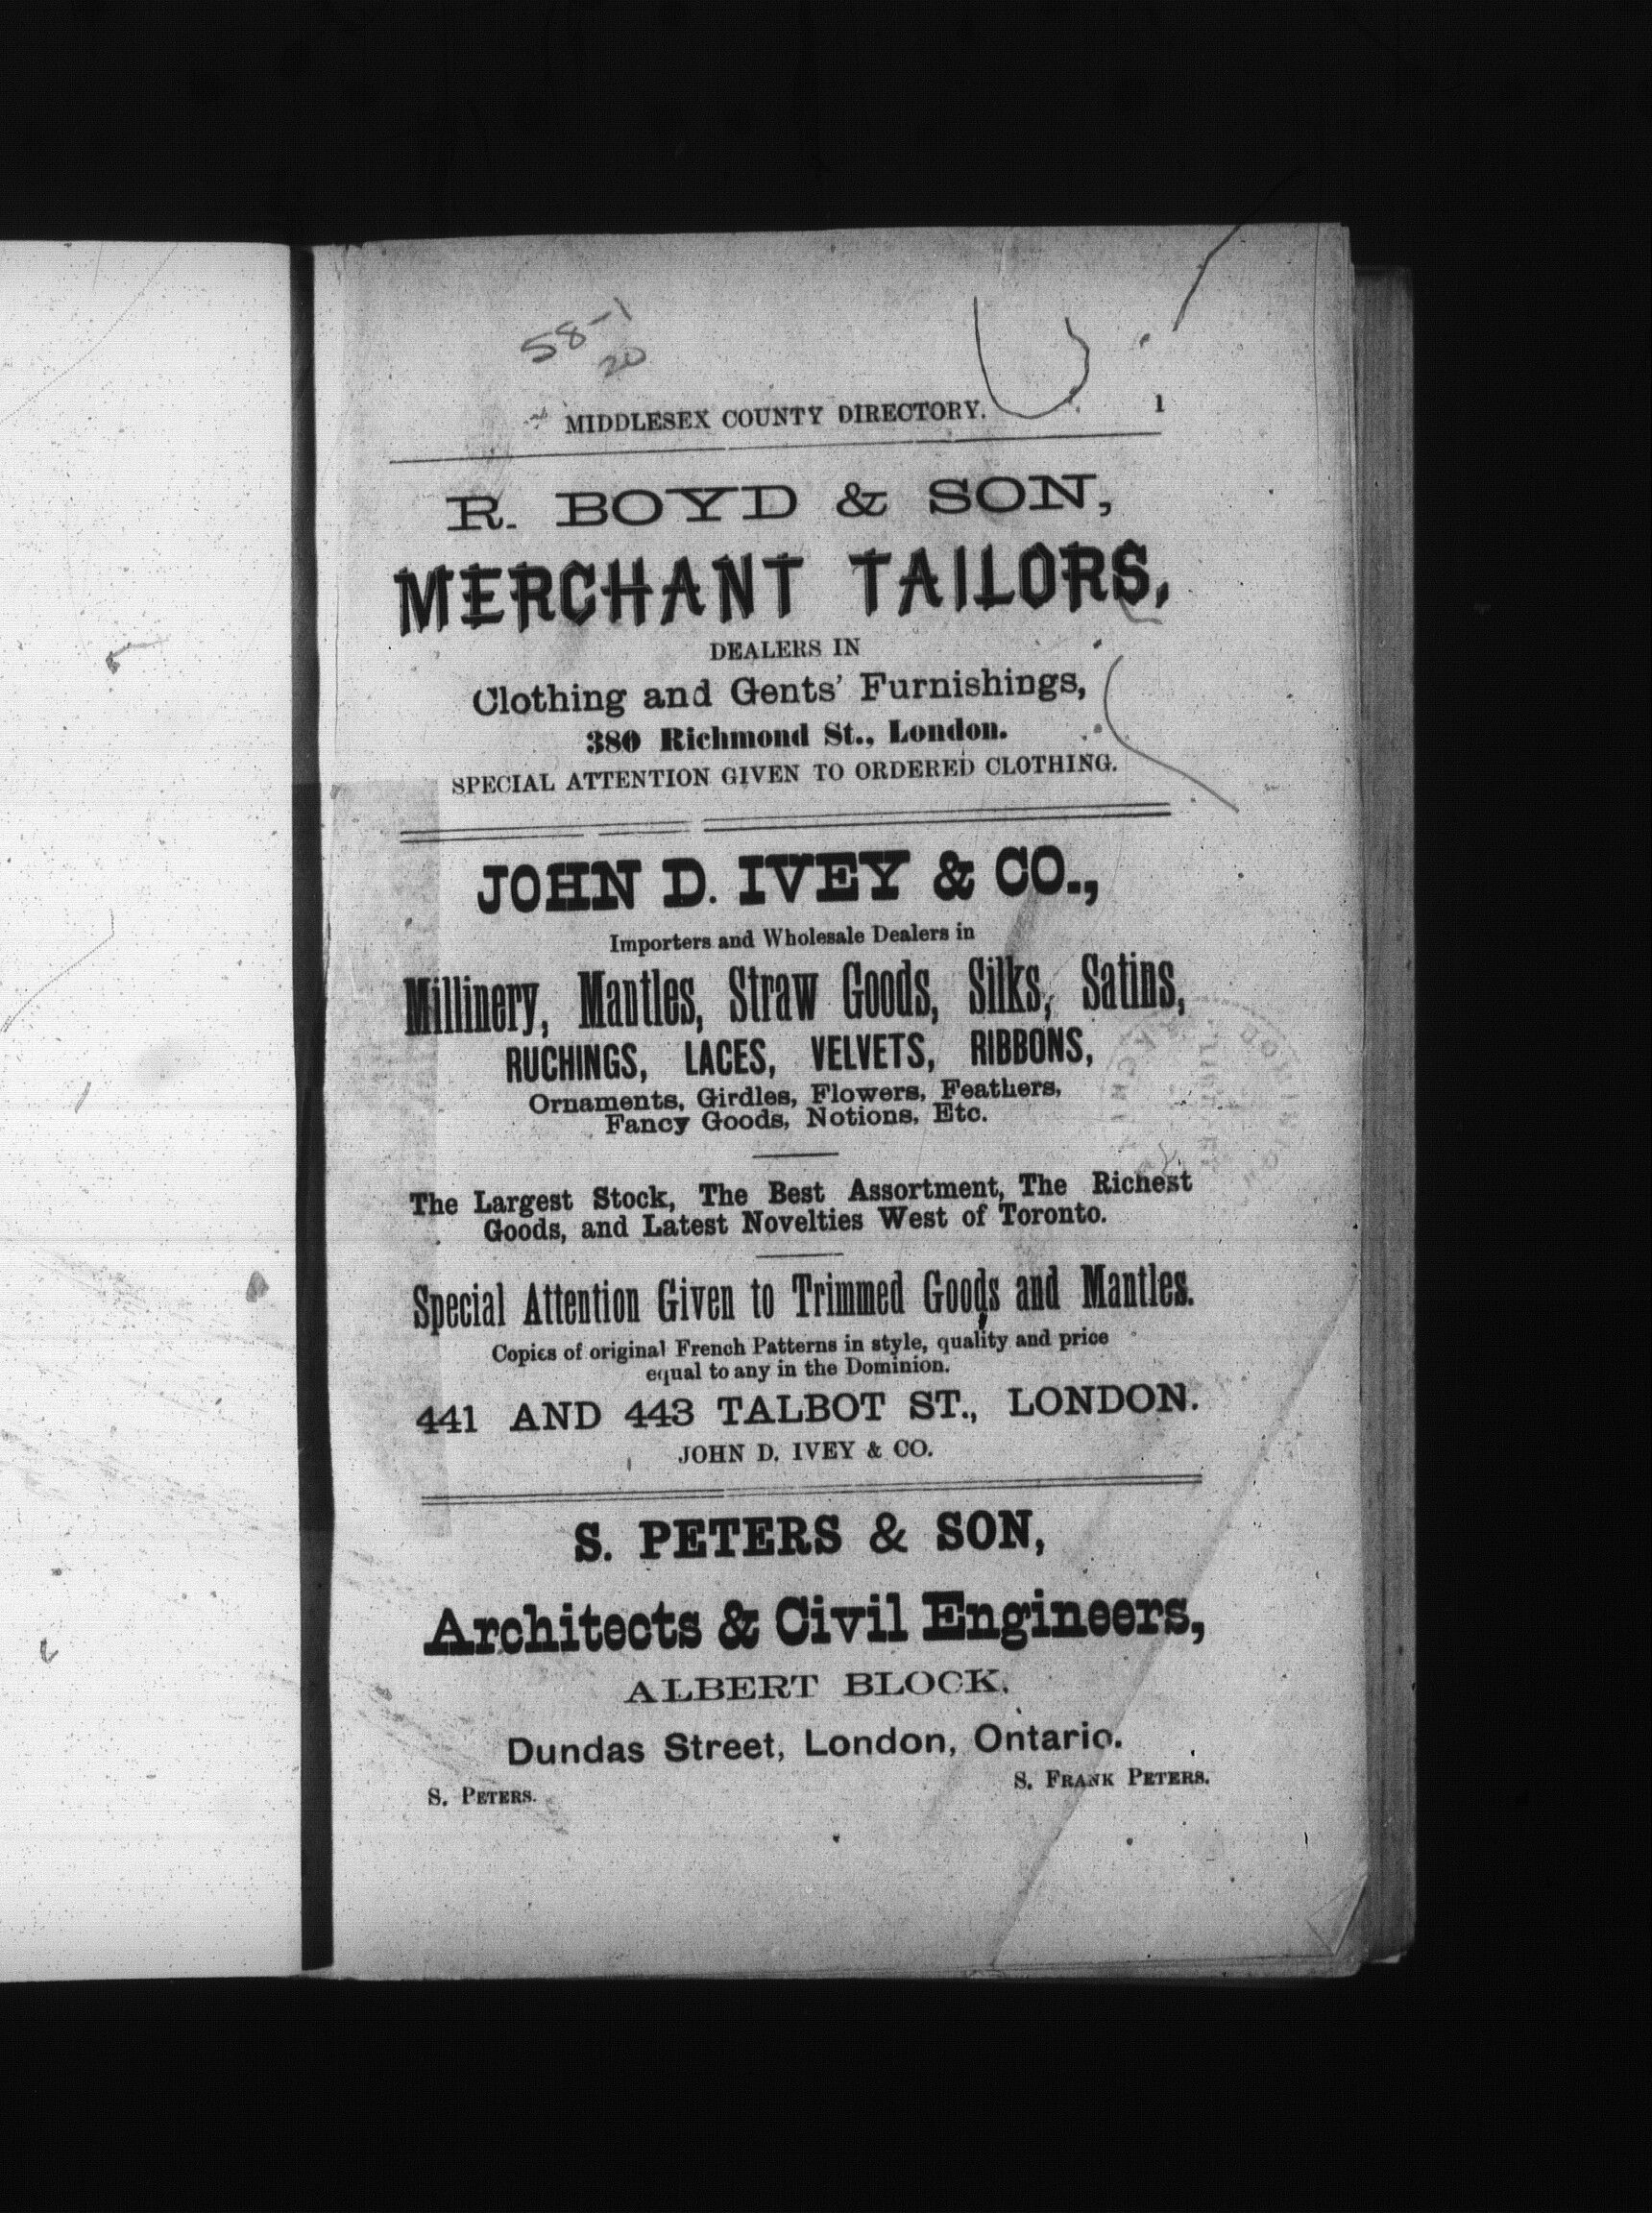 58-1
20
MIDDLESEX COUNTY DIRECTORY. 1
R. BOYD & SON,
MERCHANT TAILORS,
DEALERS IN
Clothing and Gents' Furnishings,
380 Richmond St., London.
SPECIAL ATTENTION GIVEN TO ORDERED CLOTHING.
JOHN D. IVEY & CO.,
Importers and Wholesale Dealers in
Millinery, Mantles, Straw Goods, Silks, Satins,
RUCHINGS, LACES, VELVETS, RIBBONS,
Ornaments, Girdles, Flowers, Feathers,
Fancy Goods, Notions, Etc.
The Largest Stock, The Best Assortment, The Richest
Goods, and Latest Novelties West of Toronto.
Special Attention Given to Trimmed Goods and Mantles.
Copies of original French Patterns in style, quality and price
equal to any in the Dominion.
441 AND 443 TALBOT ST., LONDON.
JOHN D. IVEY & CO.
S. PETERS & SON,
Architects & Civil Engineers,
ALBERT BLOCK,
Dundas Street, London, Ontario.
S. PETERS. S. FRANK PETERS.